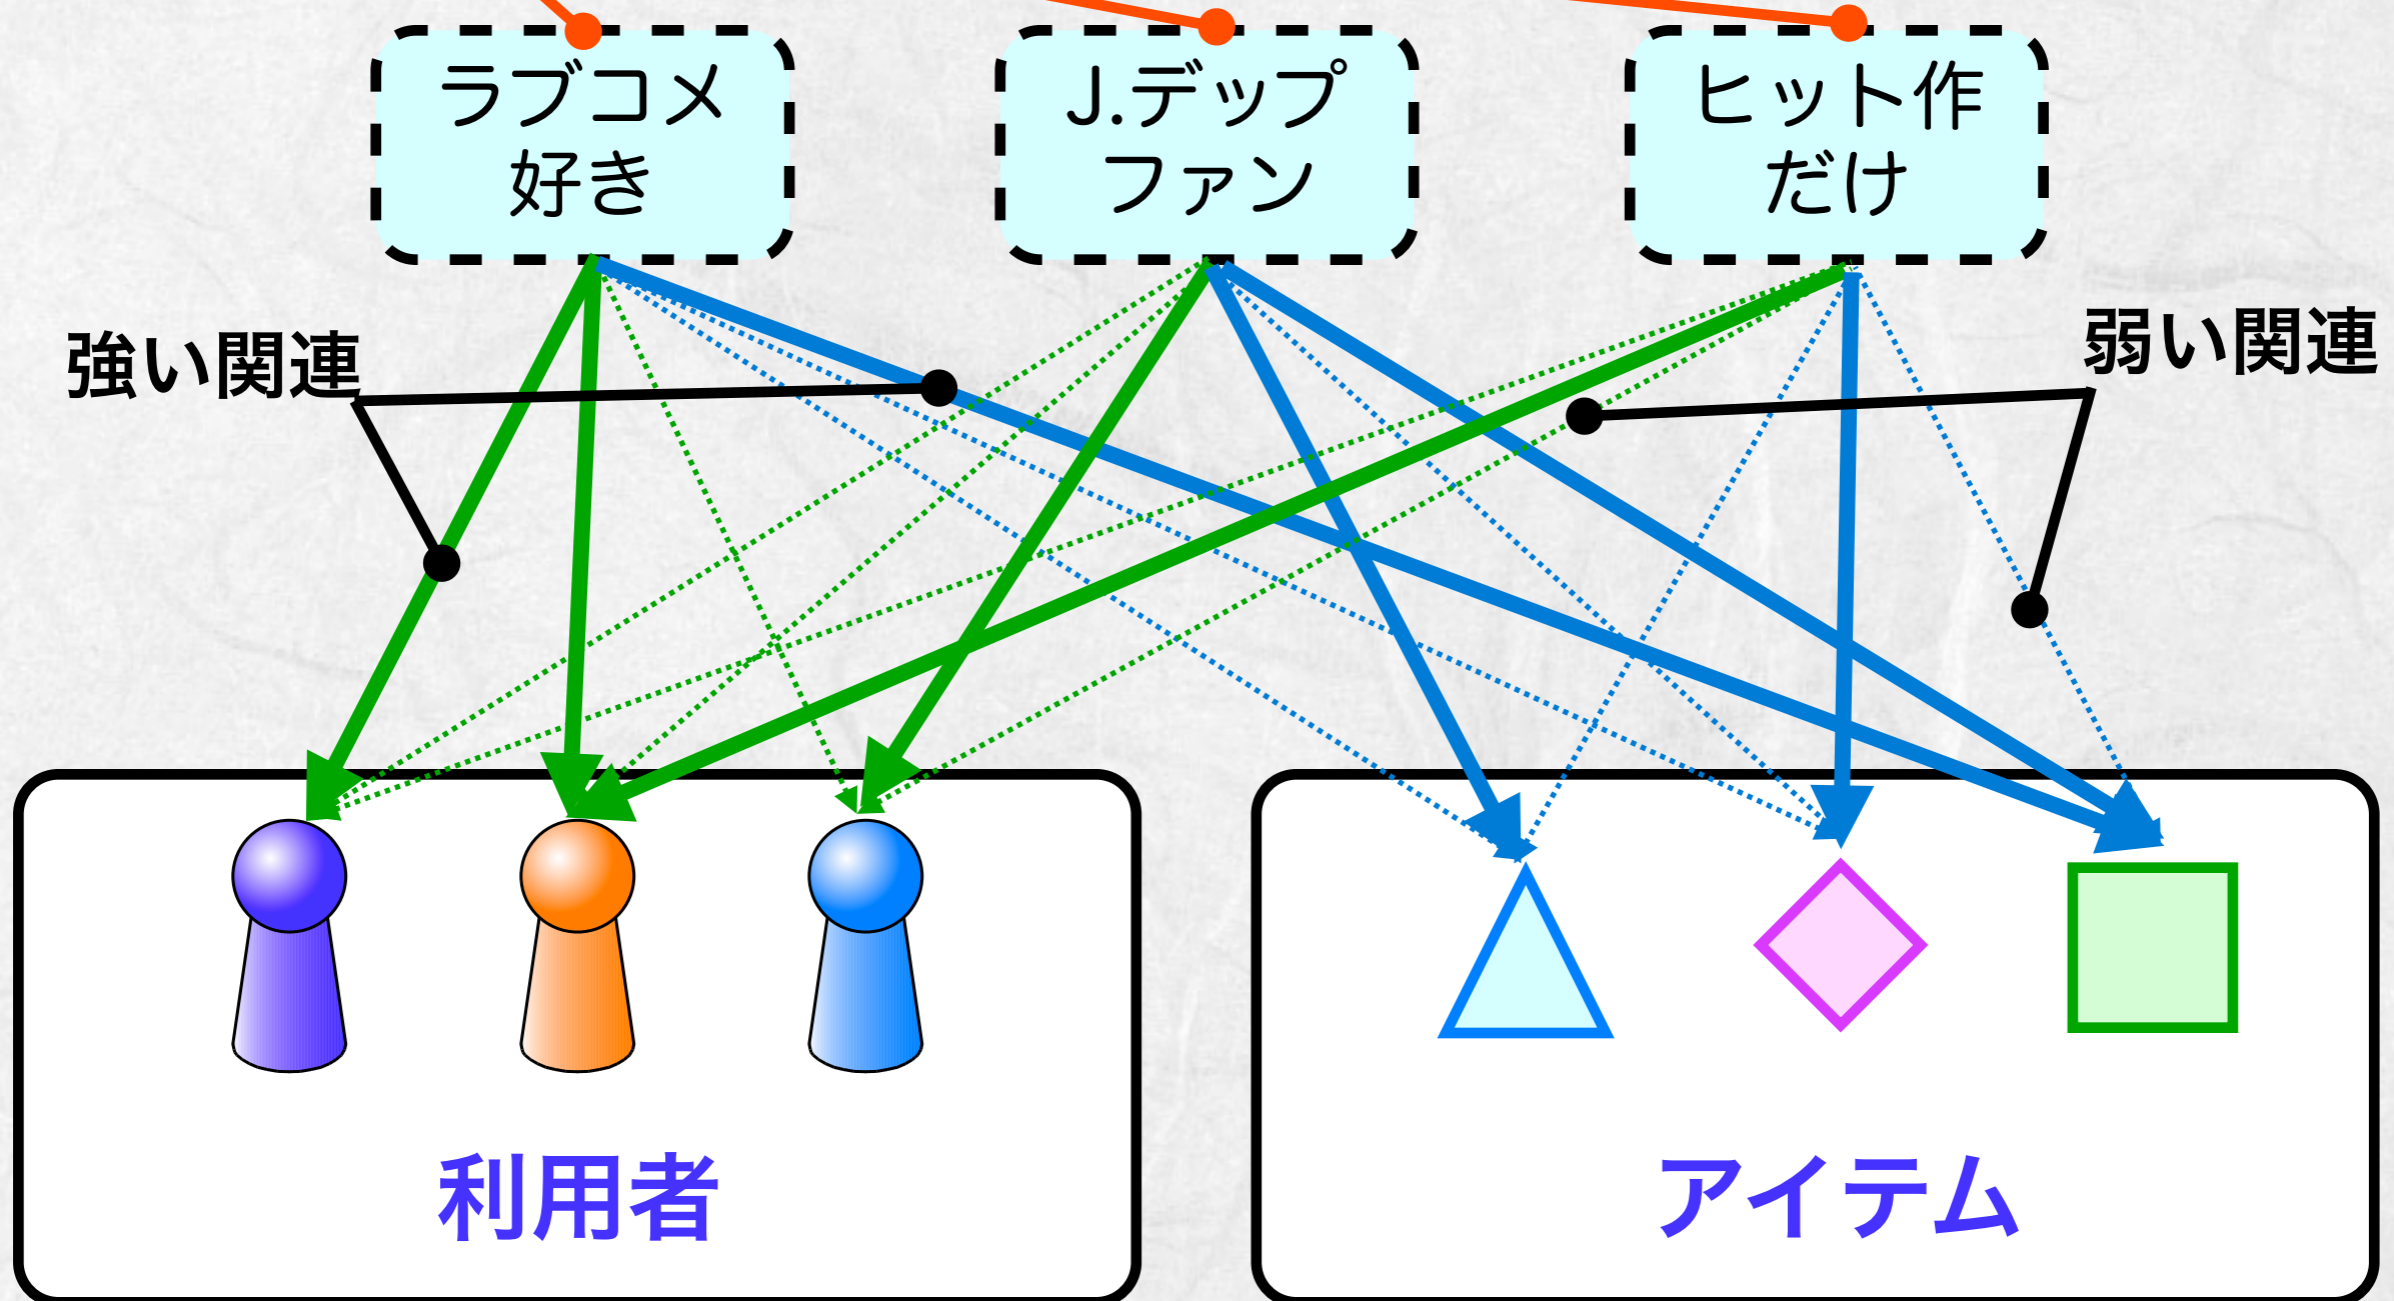 ラブコメ
好き
J.デップ
ファン
ヒット作
だけ
強い関連
弱い関連
利用者
アイテム